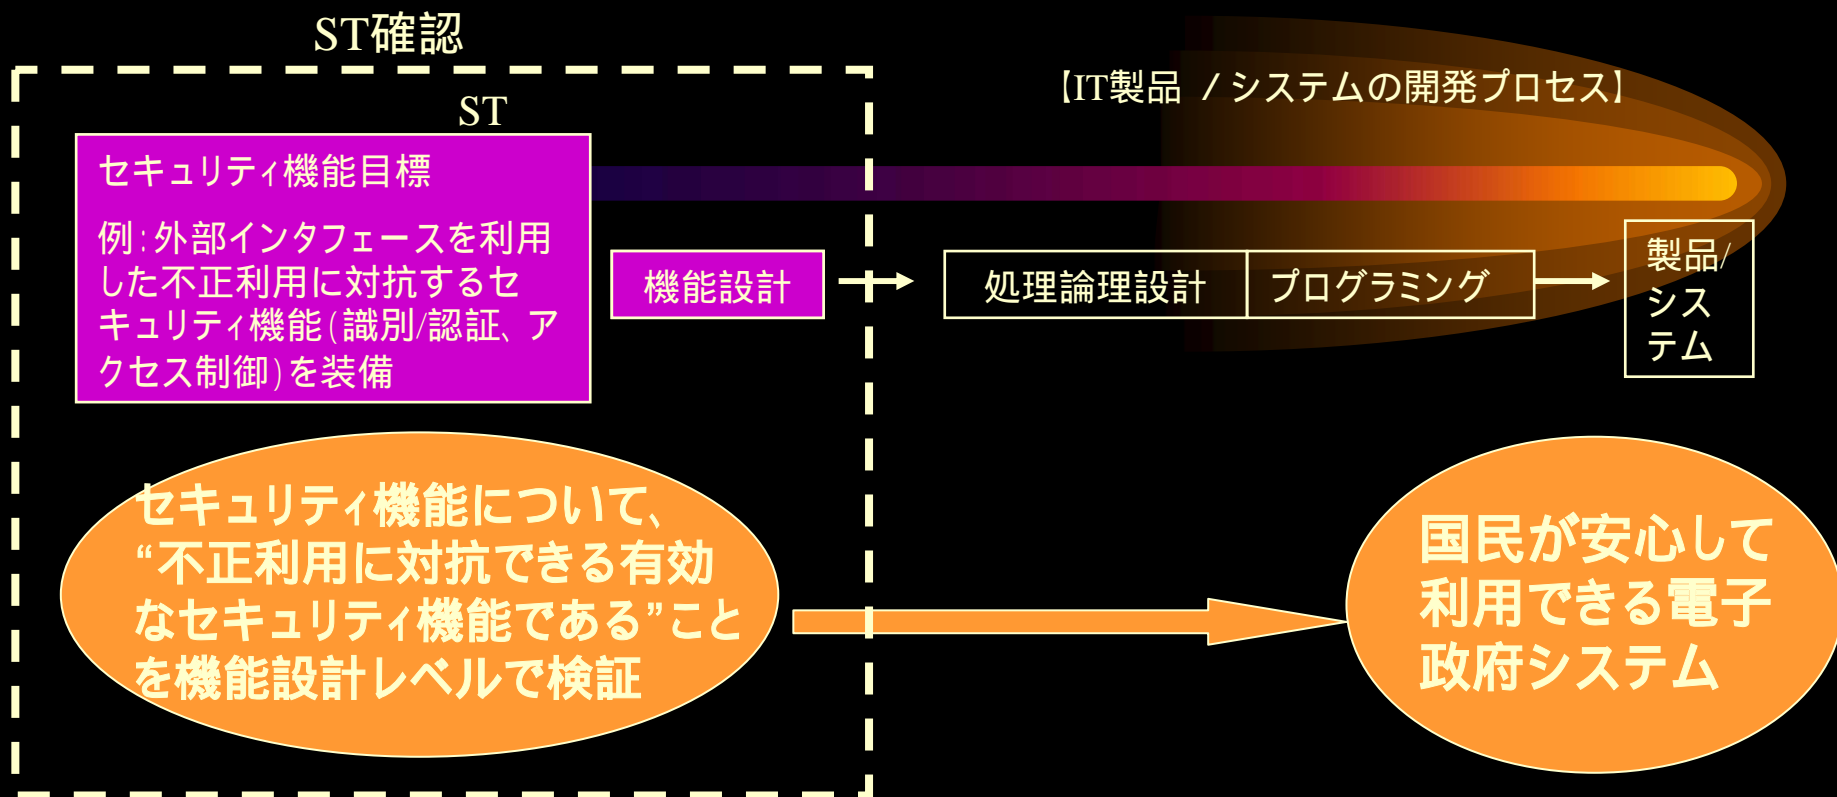 ST確認
【IT製品 /システムの開発プロセス】
ST
セキュリティ機能目標
例:外部インタフェースを利用
した不正利用に対抗するセ
キュリティ機能(識別/認証、ア
クセス制御)を装備
機能設計
処理論理設計
プログラミング
製品/
シス
テム
セキュリティ機能について、
“不正利用に対抗できる有効
なセキュリティ機能である”こと
を機能設計レベルで検証
国民が安心して
利用できる電子
政府システム